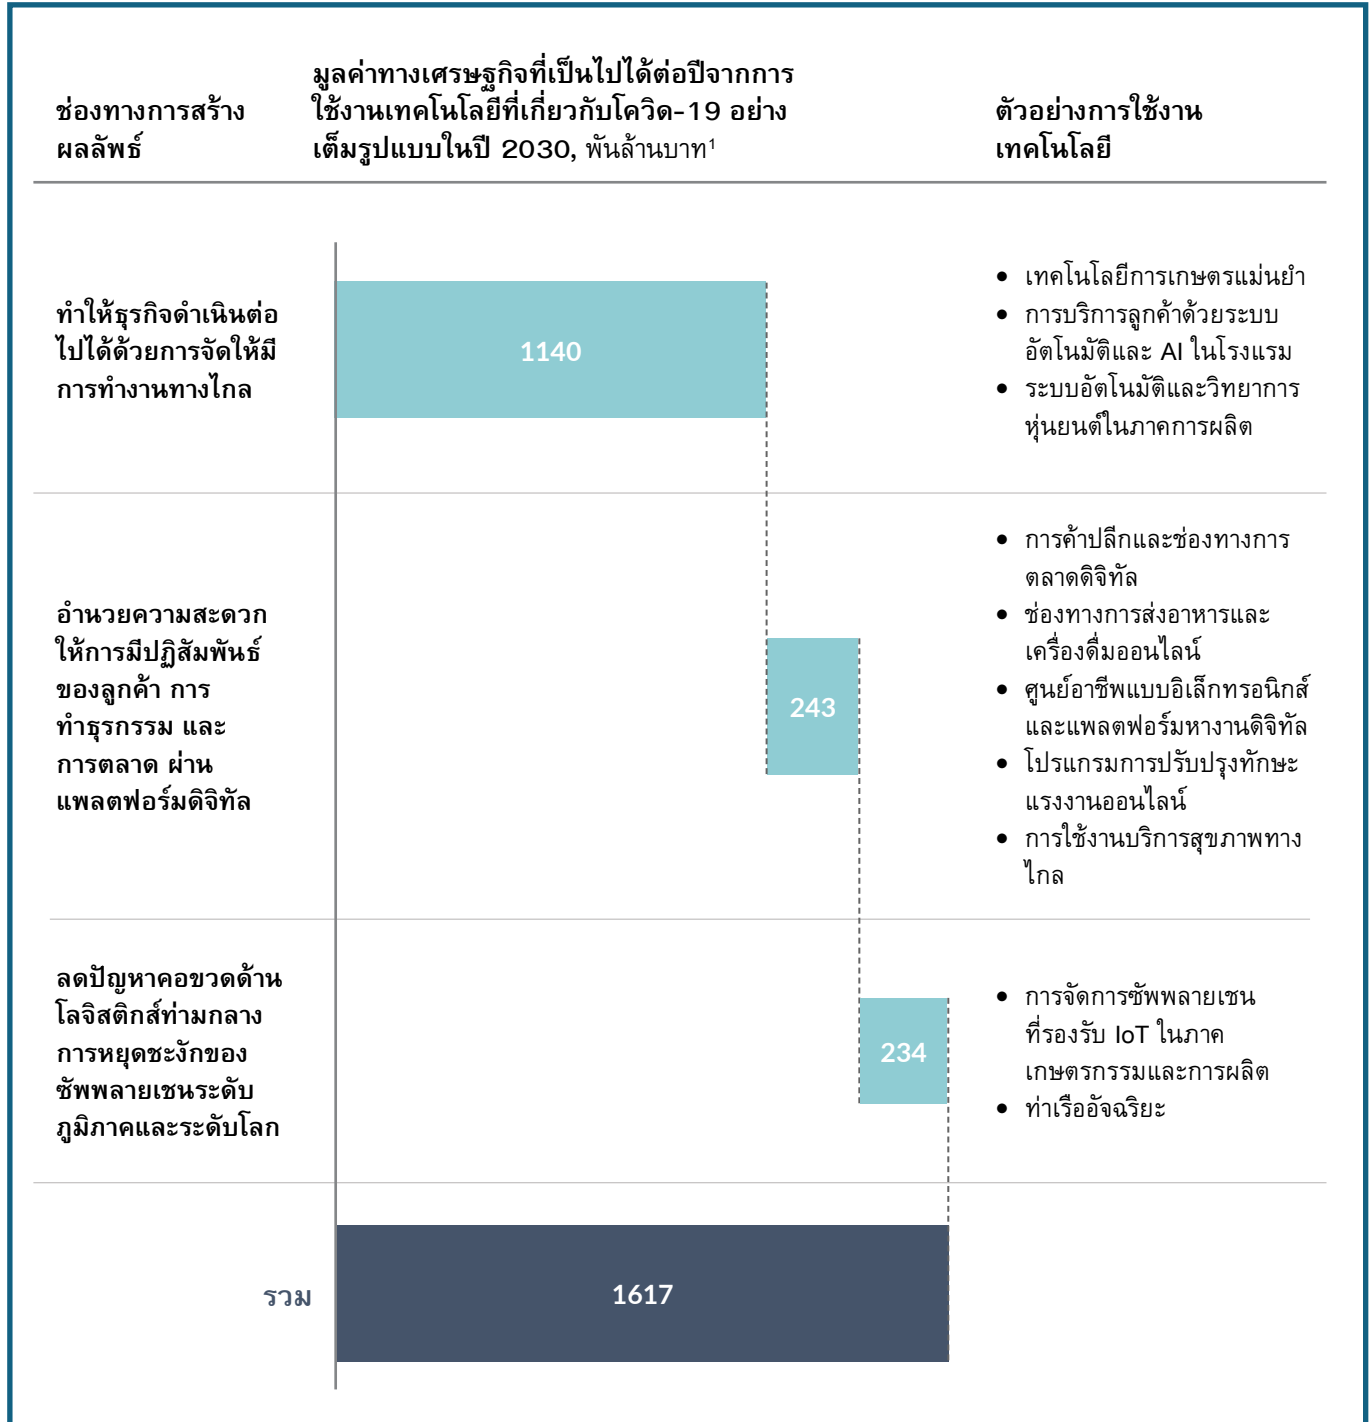 ช่องทางการสร้าง
ผลลัพธ์
มูลค่าทางเศรษฐกิจที่เป็นไปได้ต่อปีจากการ
ใช้งานเทคโนโลยีที่เกี่ยวกับโควิด-19 อย่าง
เต็มรูปแบบในปี 2030, พันล้านบาท¹
ตัวอย่างการใช้งาน
เทคโนโลยี
ทำให้ธุรกิจดำเนินต่อ
ไปได้ด้วยการจัดให้มี
การทำงานทางไกล
1140
• เทคโนโลยีการเกษตรแม่นยำ
• การบริการลูกค้าด้วยระบบ
อัตโนมัติและ AI ในโรงแรม
• ระบบอัตโนมัติและวิทยาการ
หุ่นยนต์ในภาคการผลิต
อำนวยความสะดวก
ให้การมีปฏิสัมพันธ์
ของลูกค้า การ
ทำธุรกรรม และ
การตลาด ผ่าน
แพลตฟอร์มดิจิทัล
243
• การค้าปลีกและช่องทางการ
ตลาดดิจิทัล
• ช่องทางการส่งอาหารและ
เครื่องดื่มออนไลน์
• ศูนย์อาชีพแบบอิเล็กทรอนิกส์
และแพลตฟอร์มหางานดิจิทัล
• โปรแกรมการปรับปรุงทักษะ
แรงงานออนไลน์
• การใช้งานบริการสุขภาพทาง
ไกล
ลดปัญหาคอขวดด้าน
โลจิสติกส์ท่ามกลาง
การหยุดชะงักของ
ซัพพลายเชนระดับ
ภูมิภาคและระดับโลก
234
• การจัดการซัพพลายเชน
ที่รองรับ IoT ในภาค
เกษตรกรรมและการผลิต
• ท่าเรืออัจฉริยะ
รวม
1617